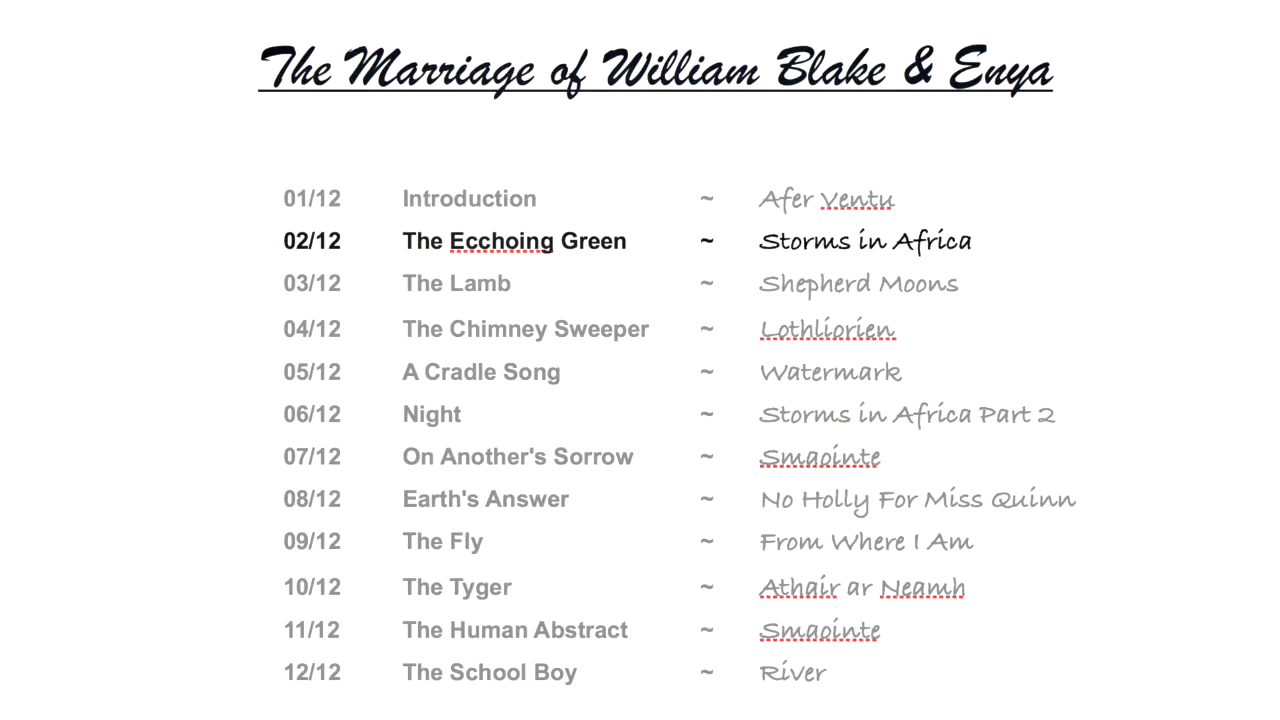 The Marriage of William Blake & Enya
01/12 Introduction ~ Afer Ventu
02/12 The Ecchoing Green ~ Storms in Africa
03/12 The Lamb ~ Shepherd Moons
04/12 The Chimney Sweeper ~ Lothliorien
05/12 A Cradle Song ~ Watermark
06/12 Night ~ Storms in Africa Part 2
07/12 On Another's Sorrow ~ Smaointe
08/12 Earth's Answer ~ No Holly For Miss Quinn
09/12 The Fly ~ From Where I Am
10/12 The Tyger ~ Athair ar Neamh
11/12 The Human Abstract ~ Smaointe
12/12 The School Boy ~ River